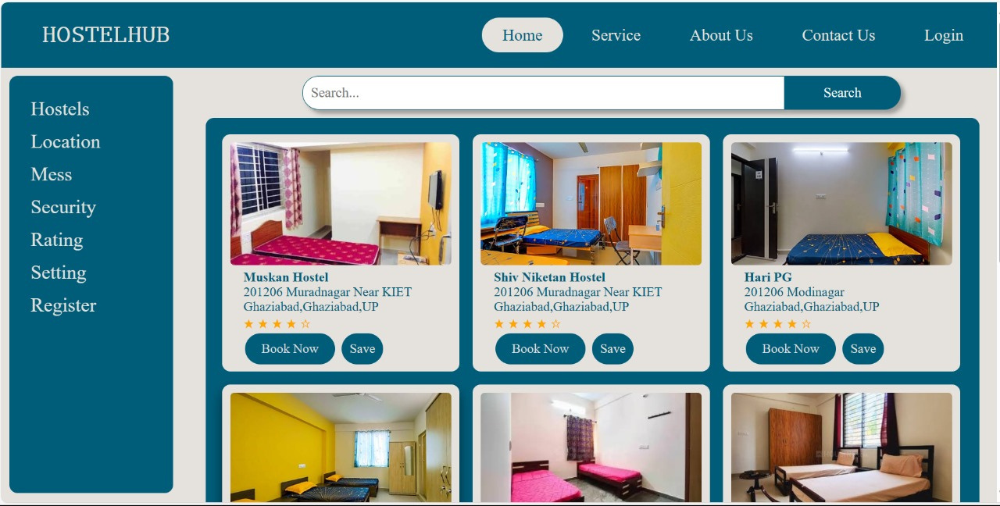 HOSTELHUB
Home
Service
About Us
Contact Us
Login
Search...
Search
Hostels
Location
Mess
Security
Rating
Setting
Register
Muskan Hostel
201206 Muradnagar Near KIET
Ghaziabad,Ghaziabad,UP
★ ★ ★ ★ ☆
Book Now
Save
Shiv Niketan Hostel
201206 Muradnagar Near KIET
Ghaziabad,Ghaziabad,UP
★ ★ ★ ★ ☆
Book Now
Save
Hari PG
201206 Modinagar
Ghaziabad,Ghaziabad,UP
★ ★ ★ ★ ☆
Book Now
Save